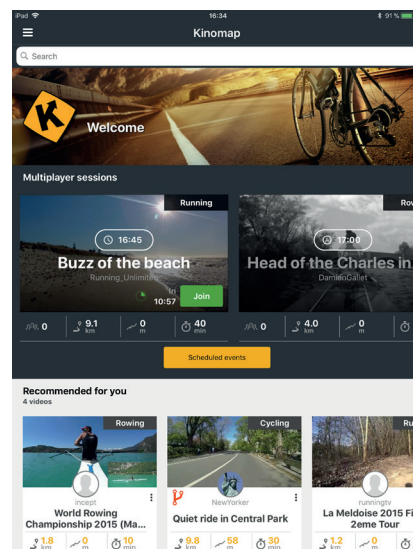 iPad 16:34 91 %
Kinomap
Search
K
Welcome
Multiplayer sessions
Running
16:45
Buzz of the beach
Running_Unlimited
In
10:57 Join
0 9.1 km 0 m 40 min
Ro
17:00
Head of the Charles in
DamienGallet
0 4.0 km 0 m
Scheduled events
Recommended for you
4 videos
Rowing
incept
World Rowing
Championship 2015 (Ma...
1.8 km 0 m 10 min
Cycling
NewYorker
Quiet ride in Central Park
9.8 km 58 m 30 min
Ru
runningtv
La Meldoise 2015 Fi
2eme Tour
1.2 km 0 m